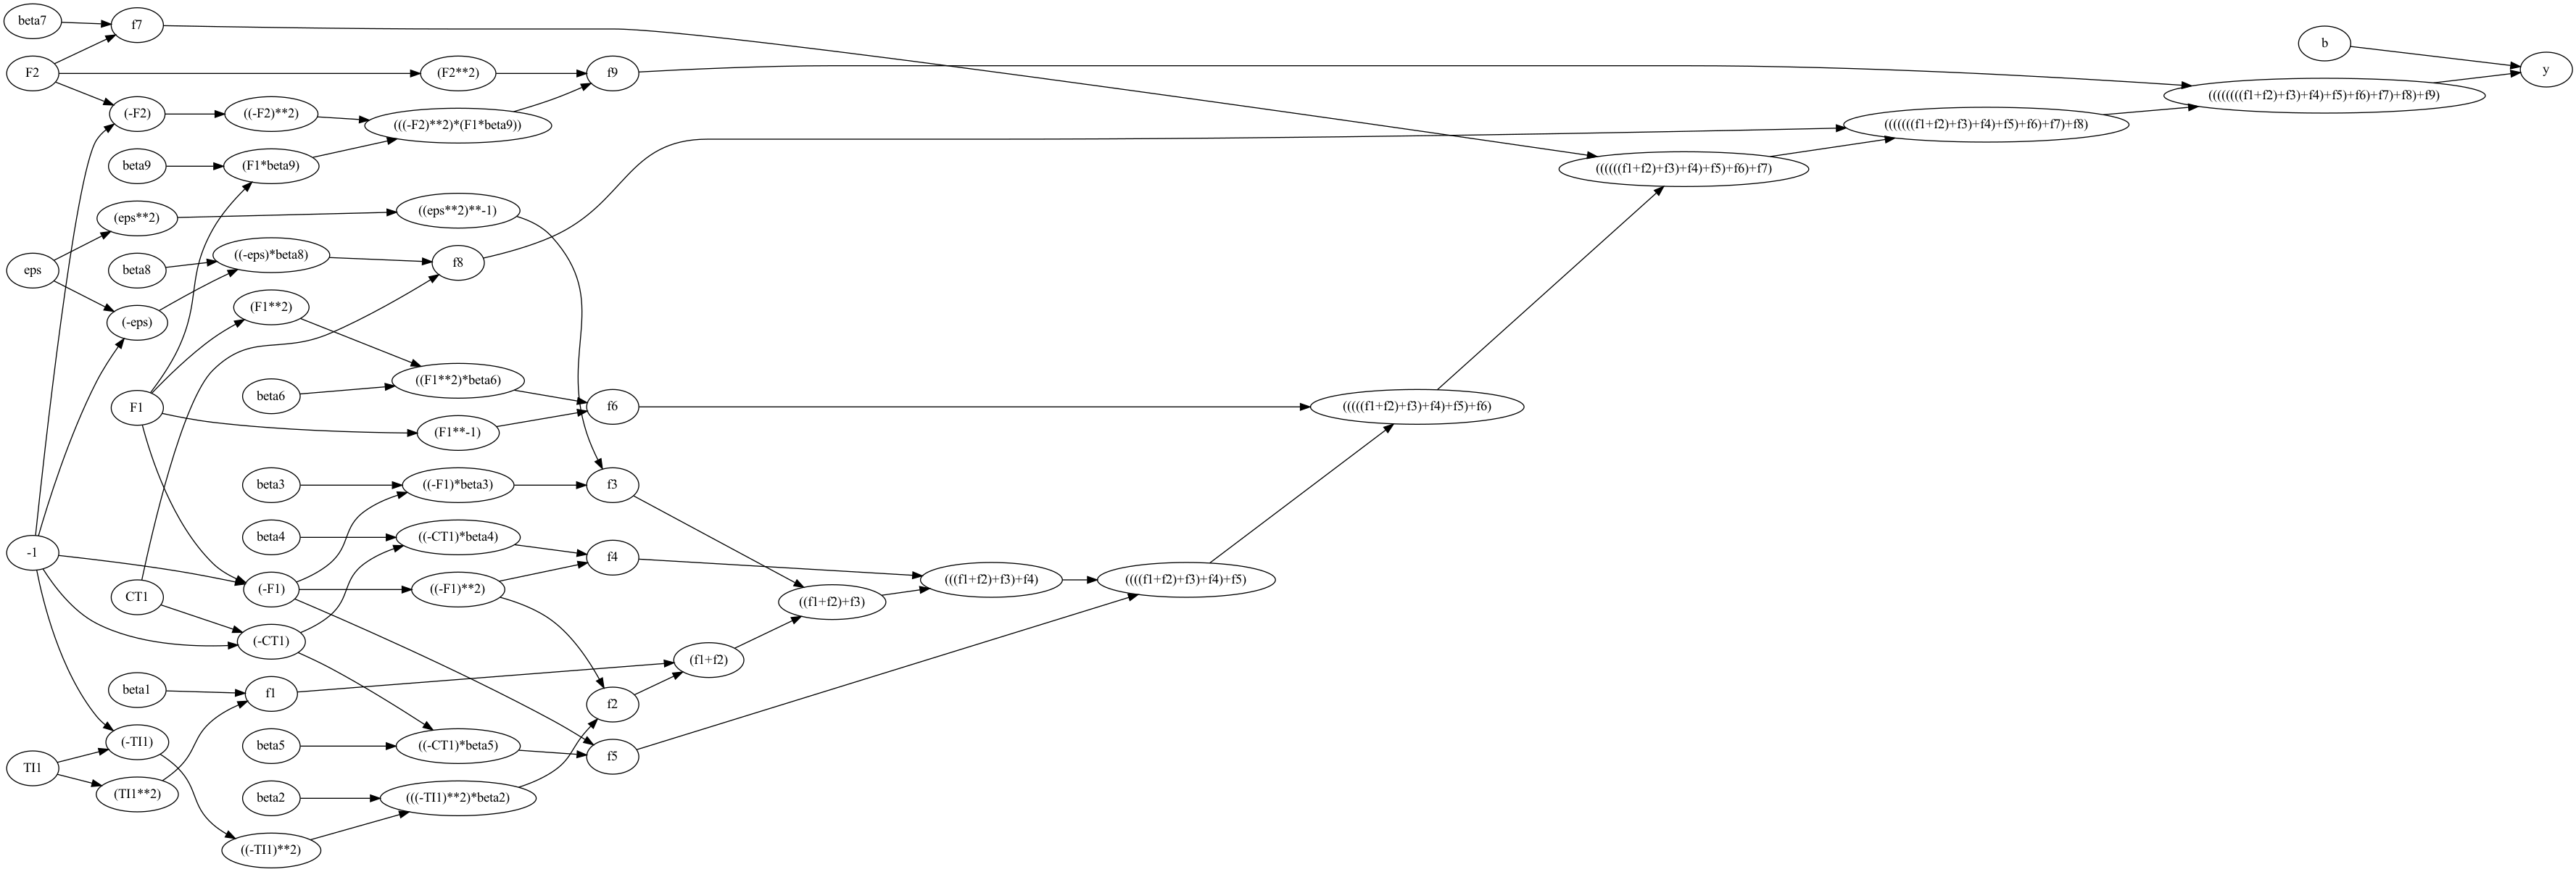 beta7
f7
F2
(F2**2)
f9
b
y
((((((((f1+f2)+f3)+f4)+f5)+f6)+f7)+f8)+f9)
(-F2)
((-F2)**2)
(((-F2)**2)*(F1*beta9))
(((((((f1+f2)+f3)+f4)+f5)+f6)+f7)+f8)
beta9
(F1*beta9)
((((((f1+f2)+f3)+f4)+f5)+f6)+f7)
(eps**2)
((eps**2)**-1)
eps
beta8
((-eps)*beta8)
f8
(-eps)
(F1**2)
beta6
((F1**2)*beta6)
F1
(F1**-1)
f6
(((((f1+f2)+f3)+f4)+f5)+f6)
beta3
((-F1)*beta3)
f3
beta4
((-CT1)*beta4)
f4
-1
(-F1)
((-F1)**2)
(((f1+f2)+f3)+f4)
((((f1+f2)+f3)+f4)+f5)
CT1
((f1+f2)+f3)
(-CT1)
(f1+f2)
beta1
f1
f2
(-TI1)
beta5
((-CT1)*beta5)
f5
TI1
(TI1**2)
beta2
(((-TI1)**2)*beta2)
((-TI1)**2)